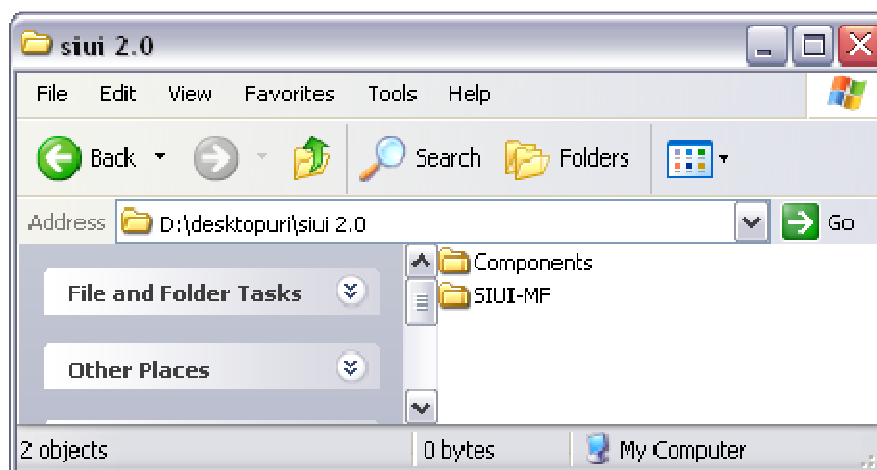 siui 2.0
File Edit View Favorites Tools Help
Back Search Folders
Address D:\desktopuri\siui 2.0 Go
Components
File and Folder Tasks SIUI-MF
Other Places
2 objects 0 bytes My Computer